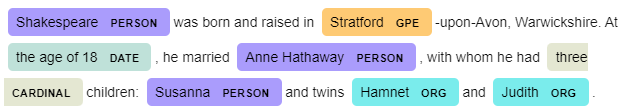 Shakespeare PERSON was born and raised in Stratford GPE -upon-Avon, Warwickshire. At
the age of 18 DATE , he married Anne Hathaway PERSON , with whom he had three
CARDINAL children: Susanna PERSON and twins Hamnet ORG and Judith ORG .